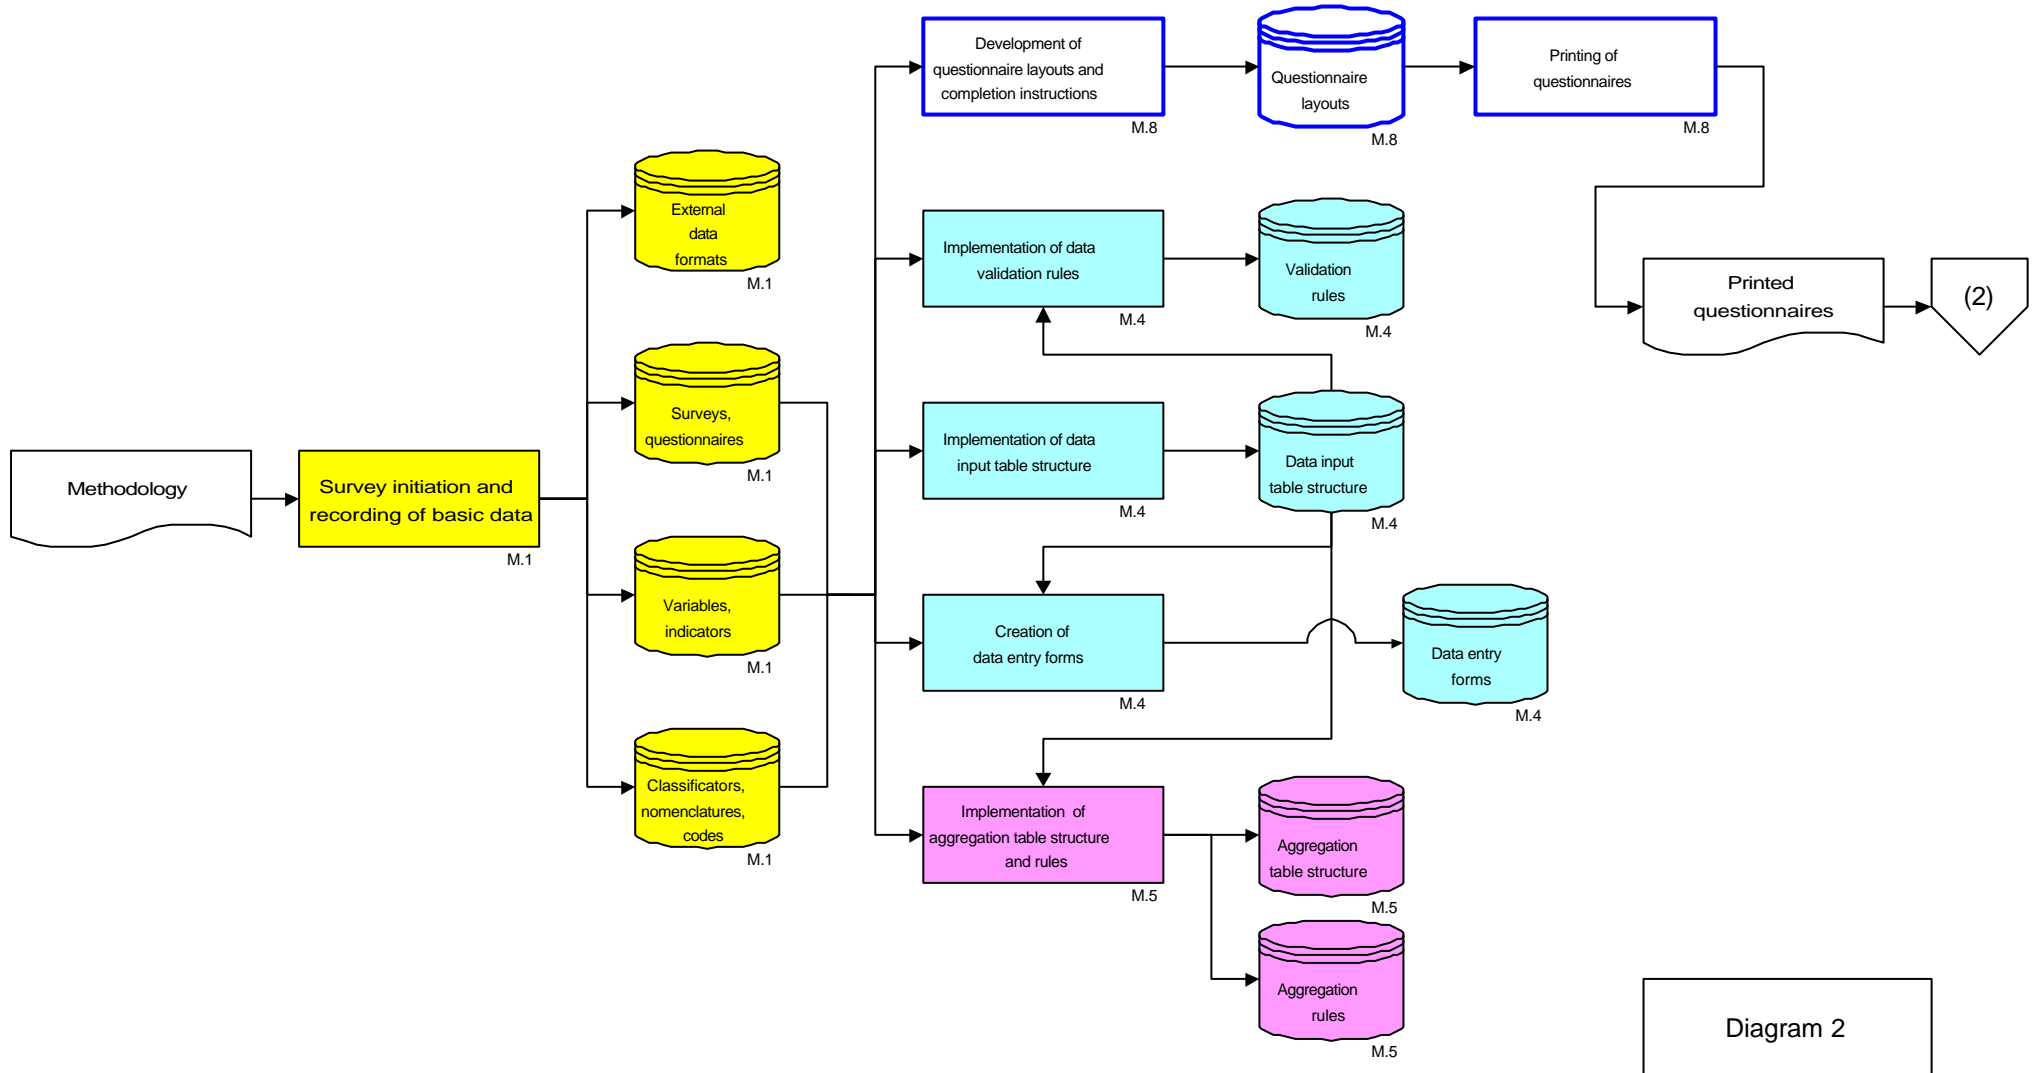 Development of
questionnaire layouts and
completion instructions
M.8
Questionnaire
layouts
M.8
Printing of
questionnaires
M.8
External
data
formats
M.1
Implementation of data
validation rules
M.4
Validation
rules
M.4
Printed
questionnaires
(2)
Surveys,
questionnaires
M.1
Implementation of data
input table structure
M.4
Data input
table structure
M.4
Methodology
Survey initiation and
recording of basic data
M.1
Variables,
indicators
M.1
Creation of
data entry forms
M.4
Data entry
forms
M.4
Classificators,
nomenclatures,
codes
M.1
Implementation of
aggregation table structure
and rules
M.5
Aggregation
table structure
M.5
Aggregation
rules
M.5
Diagram 2